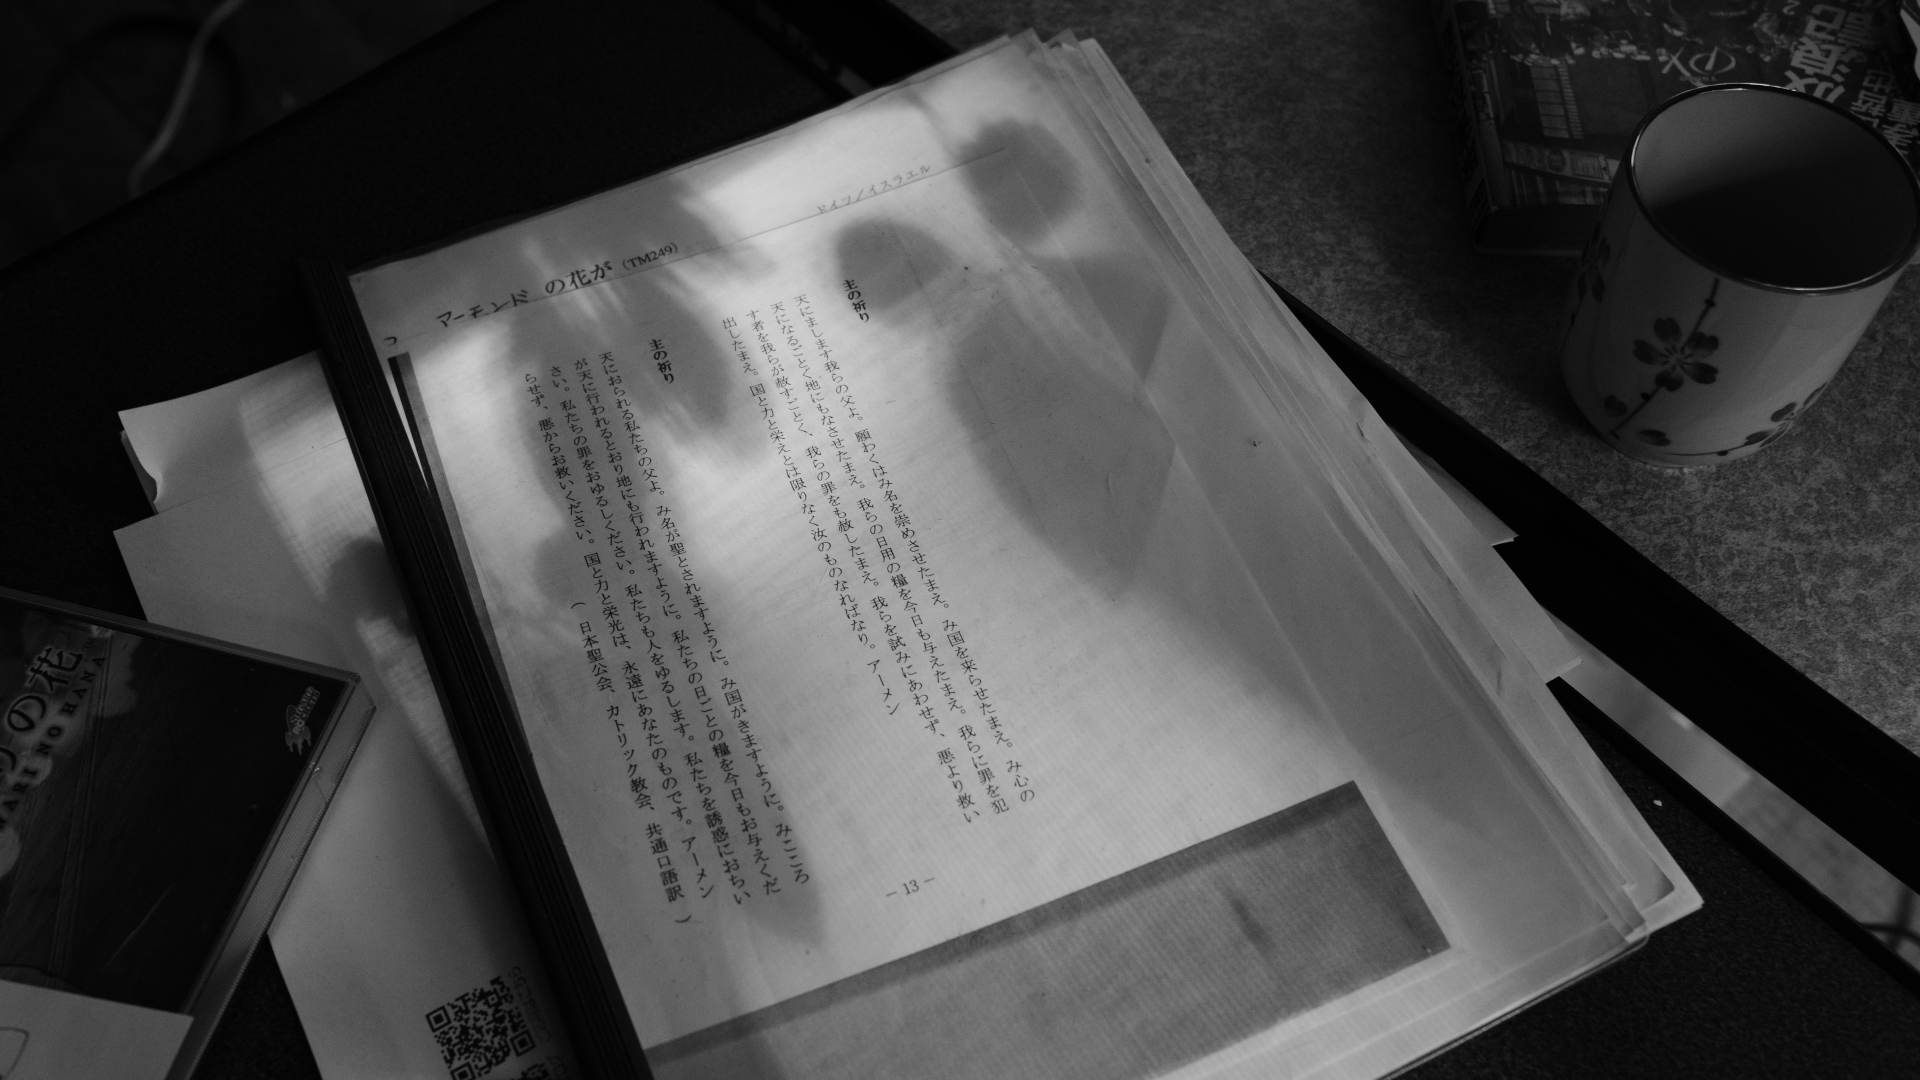 アーモンドの花が（TM249）
ドイツ／イスラエル
主の祈り
天にまします我らの父よ。願わくはみ名を崇めさせたまえ。み国を来らせたまえ。み心の
天になるごとく地にもなさせたまえ。我らの日用の糧を今日も与えたまえ。我らに罪を犯
す者を我らが赦すごとく、我らの罪をも赦したまえ。我らを試みにあわせず、悪より救い
出したまえ。国と力と栄えとは限りなく汝のものなればなり。アーメン
主の祈り
天におられる私たちの父よ。み名が聖とされますように。み国がきますように。みこころ
が天に行われるとおり地にも行われますように。私たちの日ごとの糧を今日もお与えくだ
さい。私たちの罪をおゆるしください。私たちも人をゆるします。私たちを誘惑におちい
らせず、悪からお救いください。国と力と栄光は、永遠にあなたのものです。アーメン
（日本聖公会、カトリック教会、共通口語訳）
－13－
の花
WARI NO HANA